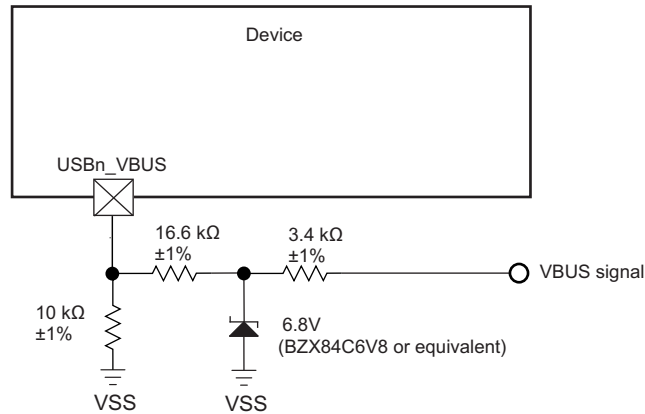 Device
USBn_VBUS
16.6 kΩ
±1%
3.4 kΩ
±1%
VBUS signal
10 kΩ
±1%
6.8V
(BZX84C6V8 or equivalent)
VSS
VSS